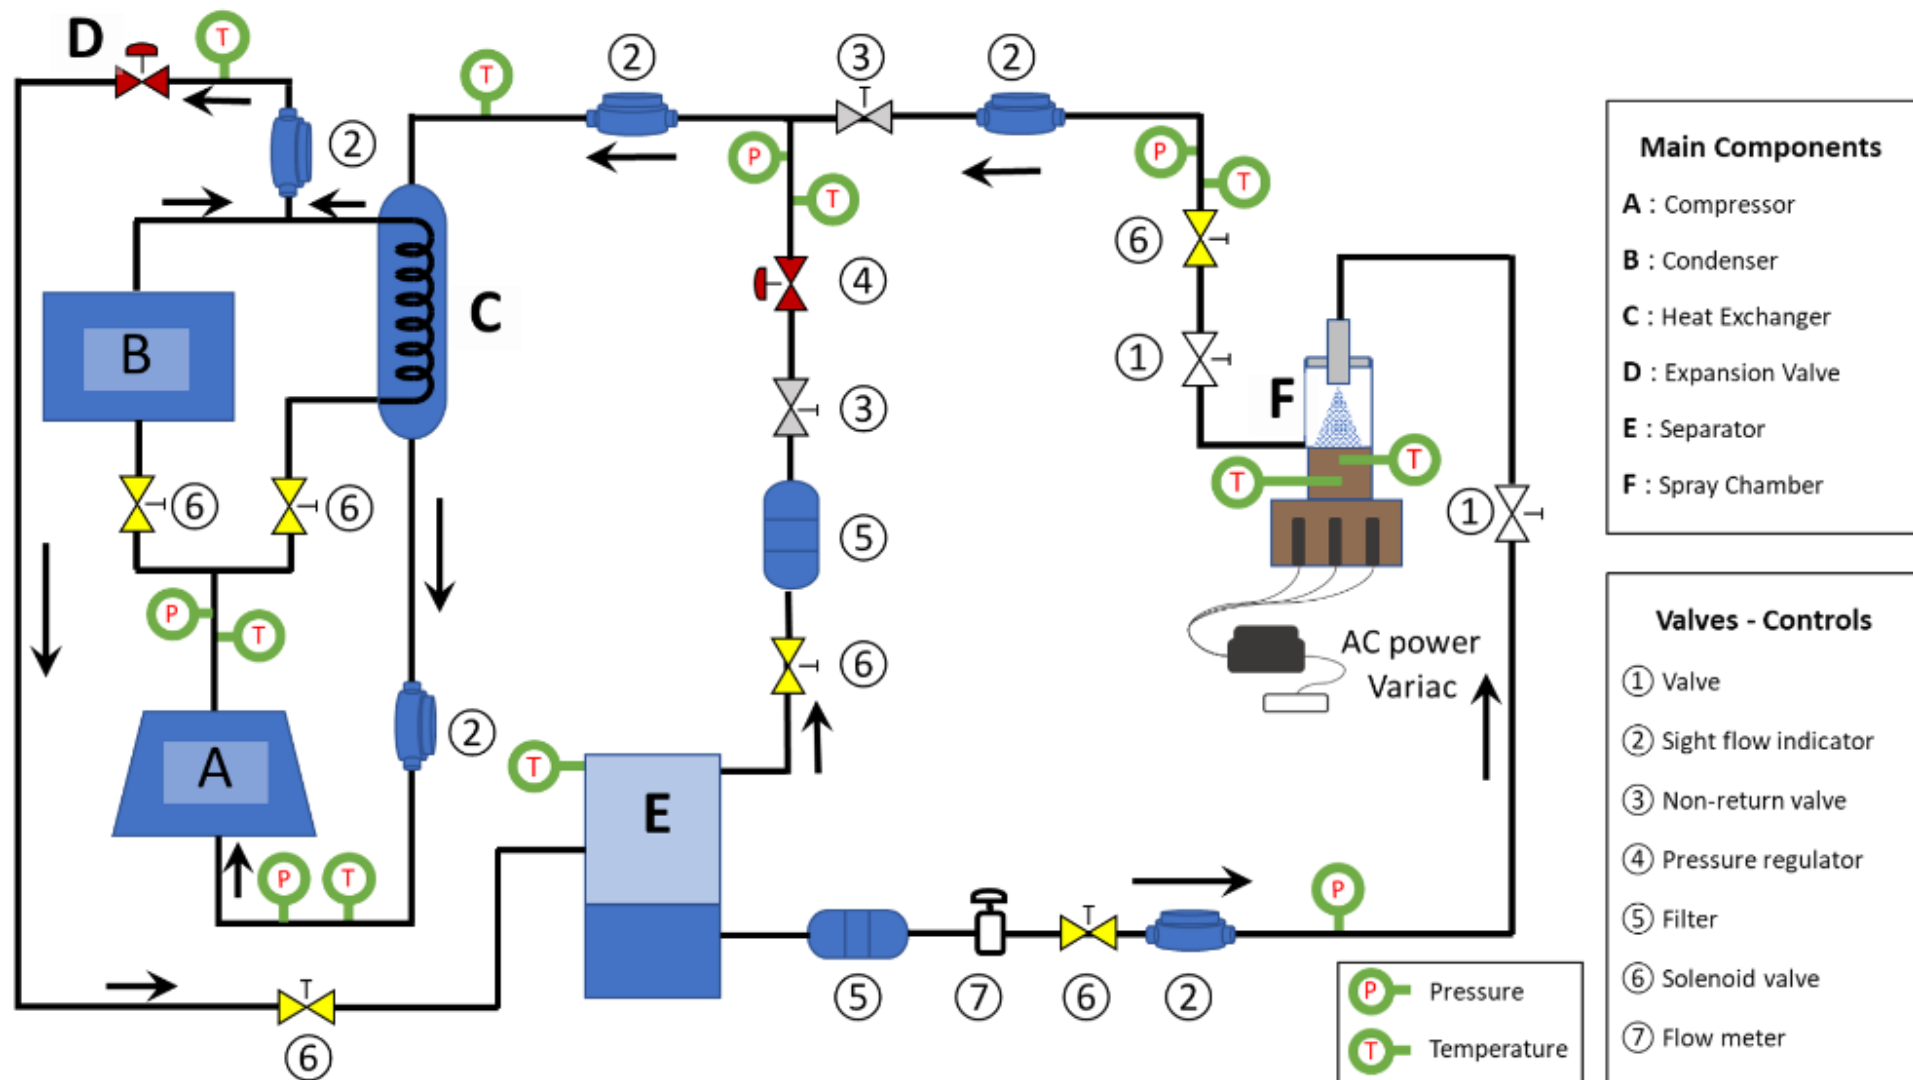 D
T
②
③
②
T
②
P
P
T
T
⑥
④
C
B
①
③
F
T
T
⑥
⑥
⑤
①
P
T
⑥
AC power
Variac
②
T
A
E
P
T
P
⑤
⑦
⑥
②
⑥
Main Components
A : Compressor
B : Condenser
C : Heat Exchanger
D : Expansion Valve
E : Separator
F : Spray Chamber
Valves - Controls
① Valve
② Sight flow indicator
③ Non-return valve
④ Pressure regulator
⑤ Filter
⑥ Solenoid valve
⑦ Flow meter
P Pressure
T Temperature